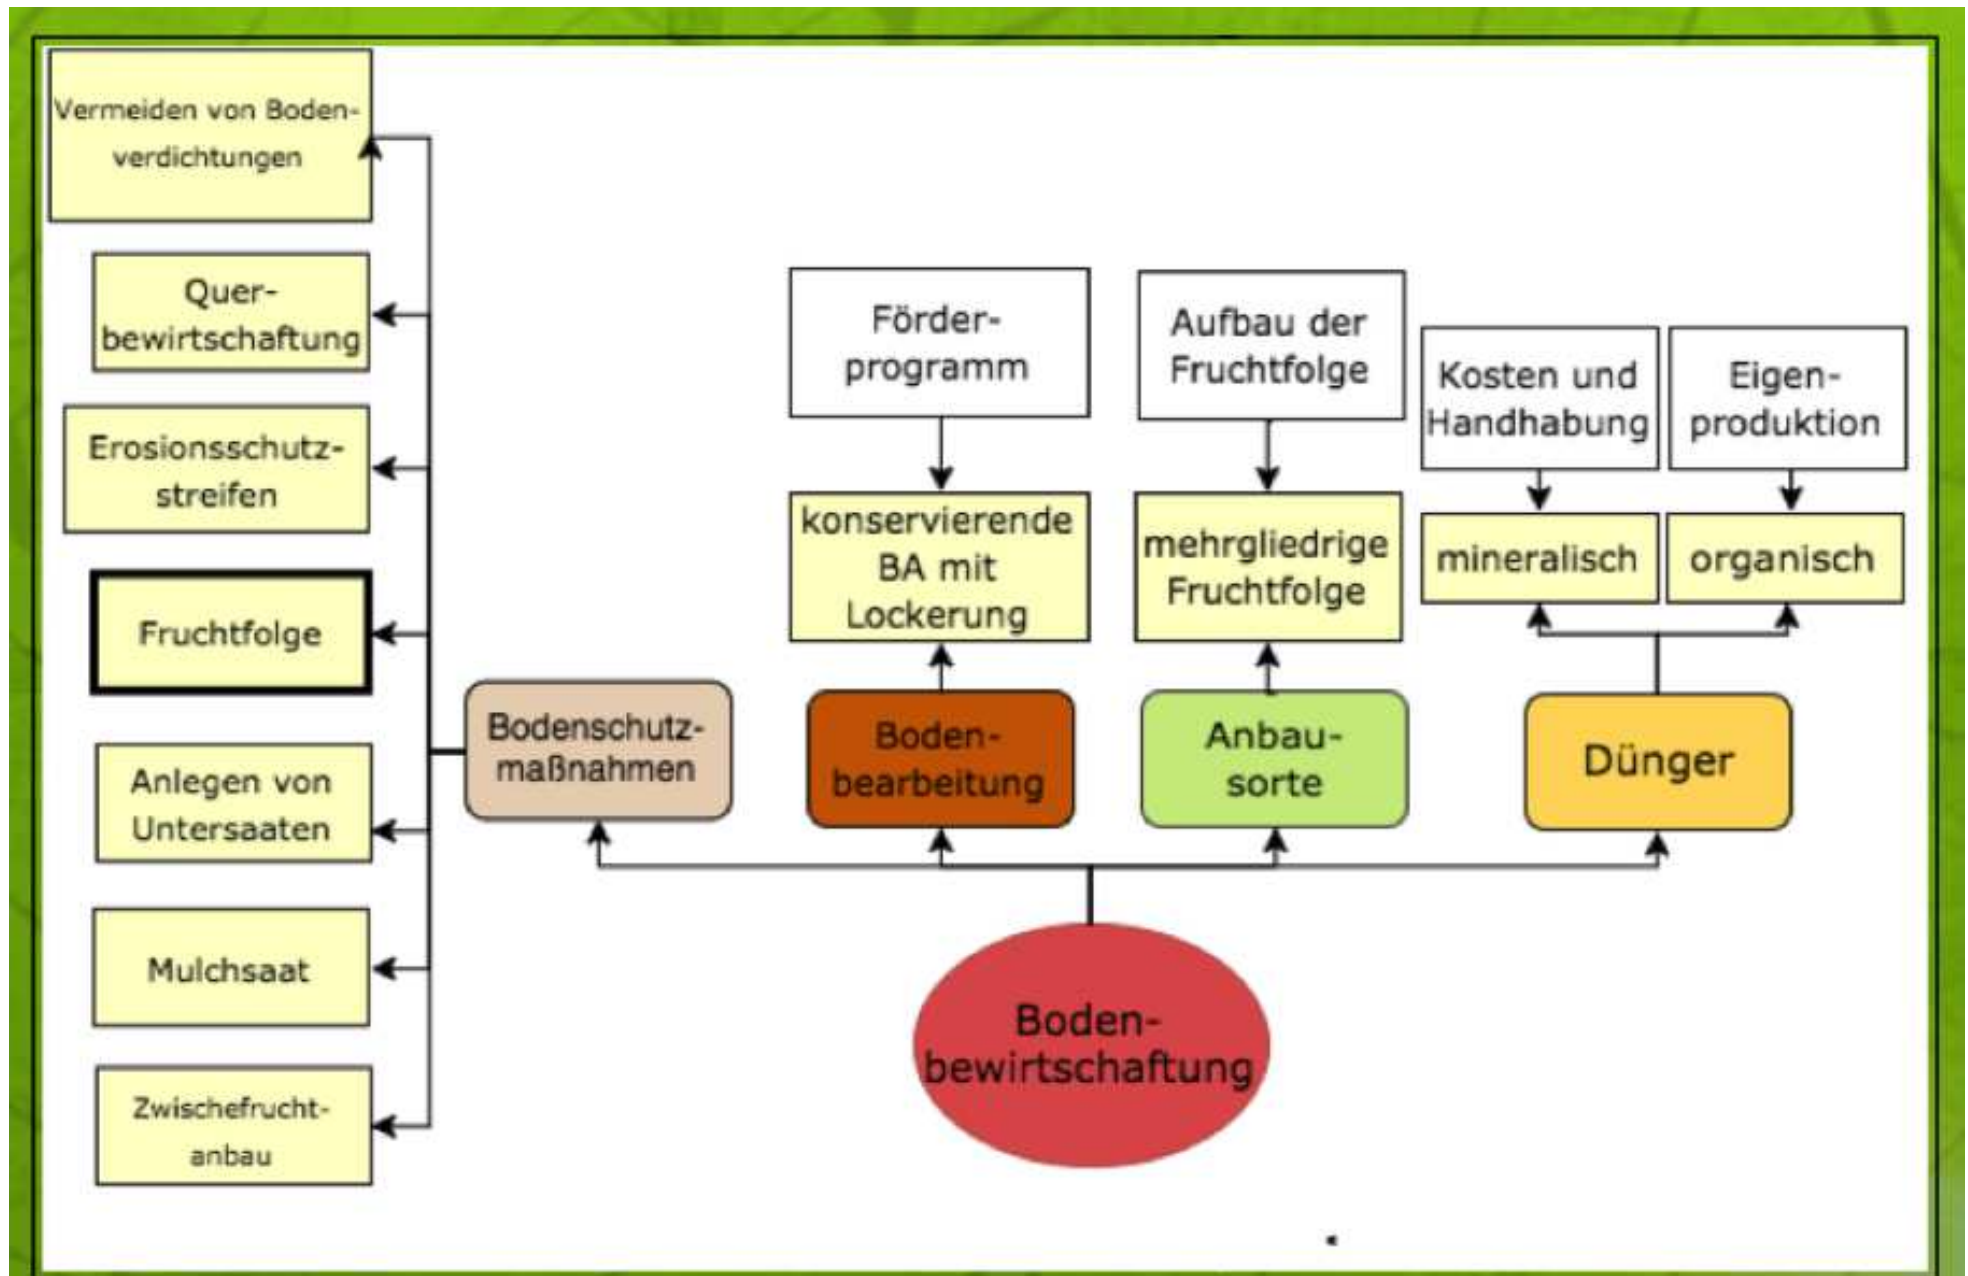 Vermeiden von Boden-
verdichtungen
Quer-
bewirtschaftung
Erosionsschutz-
streifen
Fruchtfolge
Anlegen von
Untersaaten
Mulchsaat
Zwischefrucht-
anbau
Bodenschutz-
maßnahmen
Förder-
programm
konservierende
BA mit
Lockerung
Boden-
bearbeitung
Aufbau der
Fruchtfolge
mehrgliedrige
Fruchtfolge
Anbau-
sorte
Kosten und
Handhabung
mineralisch
Eigen-
produktion
organisch
Dünger
Boden-
bewirtschaftung